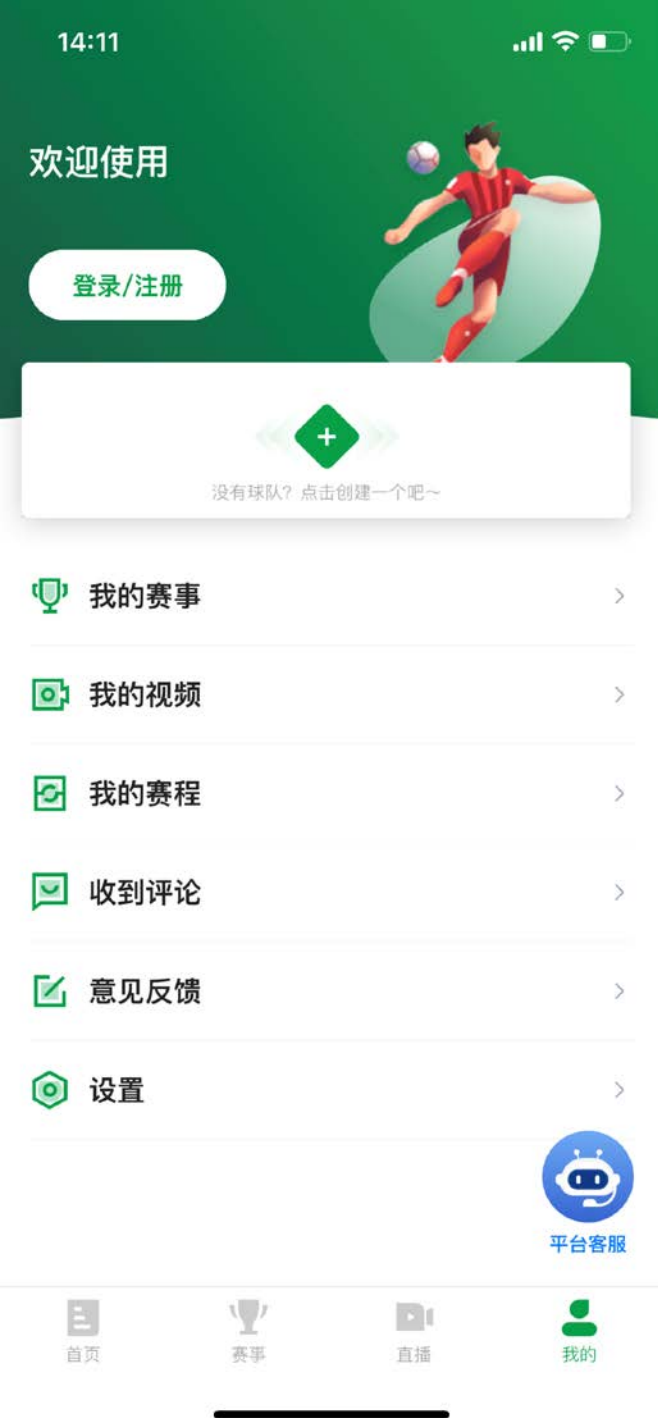 14:11
欢迎使用
登录/注册
没有球队？点击创建一个吧～
我的赛事
我的视频
我的赛程
收到评论
意见反馈
设置
平台客服
首页
赛事
直播
我的